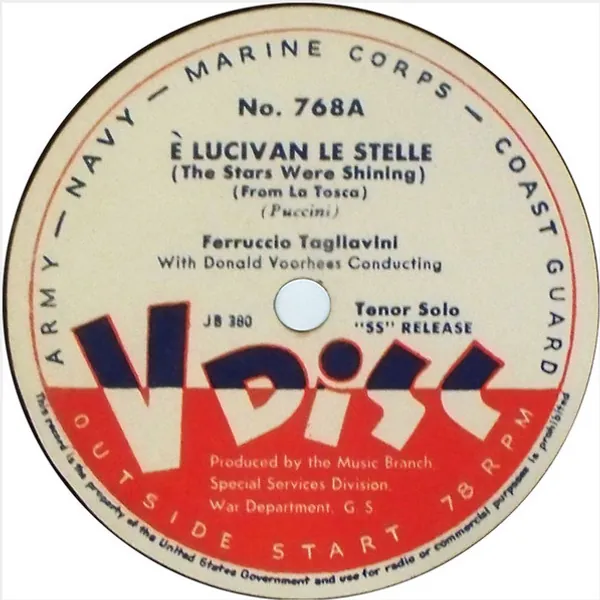 ARMY — NAVY — MARINE CORPS — COAST GUARD
No. 768A
È LUCIVAN LE STELLE
(The Stars Were Shining)
(From La Tosca)
(Puccini)
Ferruccio Tagliavini
With Donald Voorhees Conducting
JB 380
Tenor Solo
"SS" RELEASE
V DISC
Produced by the Music Branch,
Special Services Division,
War Department, G S
OUTSIDE START 78 RPM
This record is the property of the United States Government and use for radio or commercial purposes is prohibited